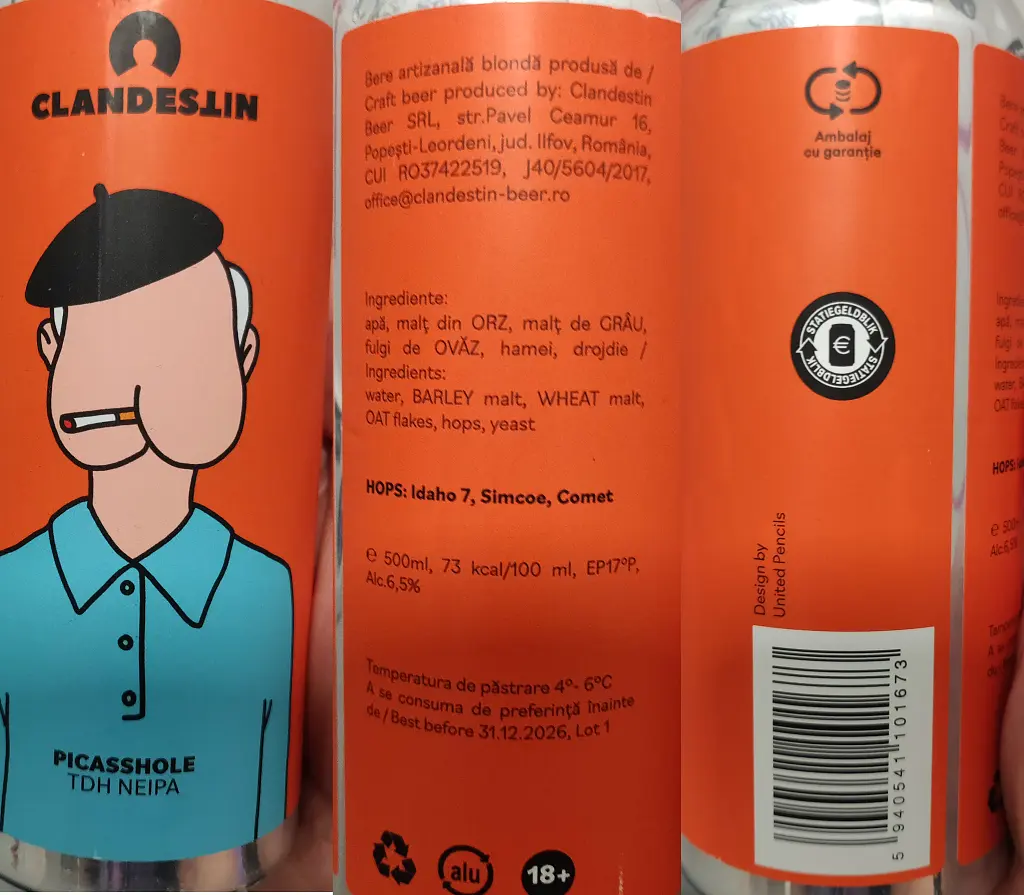 CLANDESTIN
PICASSHOLE
TDH NEIPA
Bere artizanală blondă produsă de /
Craft beer produced by: Clandestin
Beer SRL, str.Pavel Ceamur 16,
Popești-Leordeni, jud. Ilfov, România,
CUI RO37422519, J40/5604/2017,
office@clandestin-beer.ro
Ingrediente:
apă, malț din ORZ, malț de GRÂU,
fulgi de OVĂZ, hamei, drojdie /
Ingredients:
water, BARLEY malt, WHEAT malt,
OAT flakes, hops, yeast
HOPS: Idaho 7, Simcoe, Comet
℮ 500ml, 73 kcal/100 ml, EP17ºP,
Alc.6,5%
Temperatura de păstrare 4º- 6ºC
A se consuma de preferință înainte
de / Best before 31.12.2026, Lot 1
alu
18+
Ambalaj
cu garanție
STATIEGELDBLIK
€
STATIEGELDBLIK
Design by
United Pencils
5 940541 101673